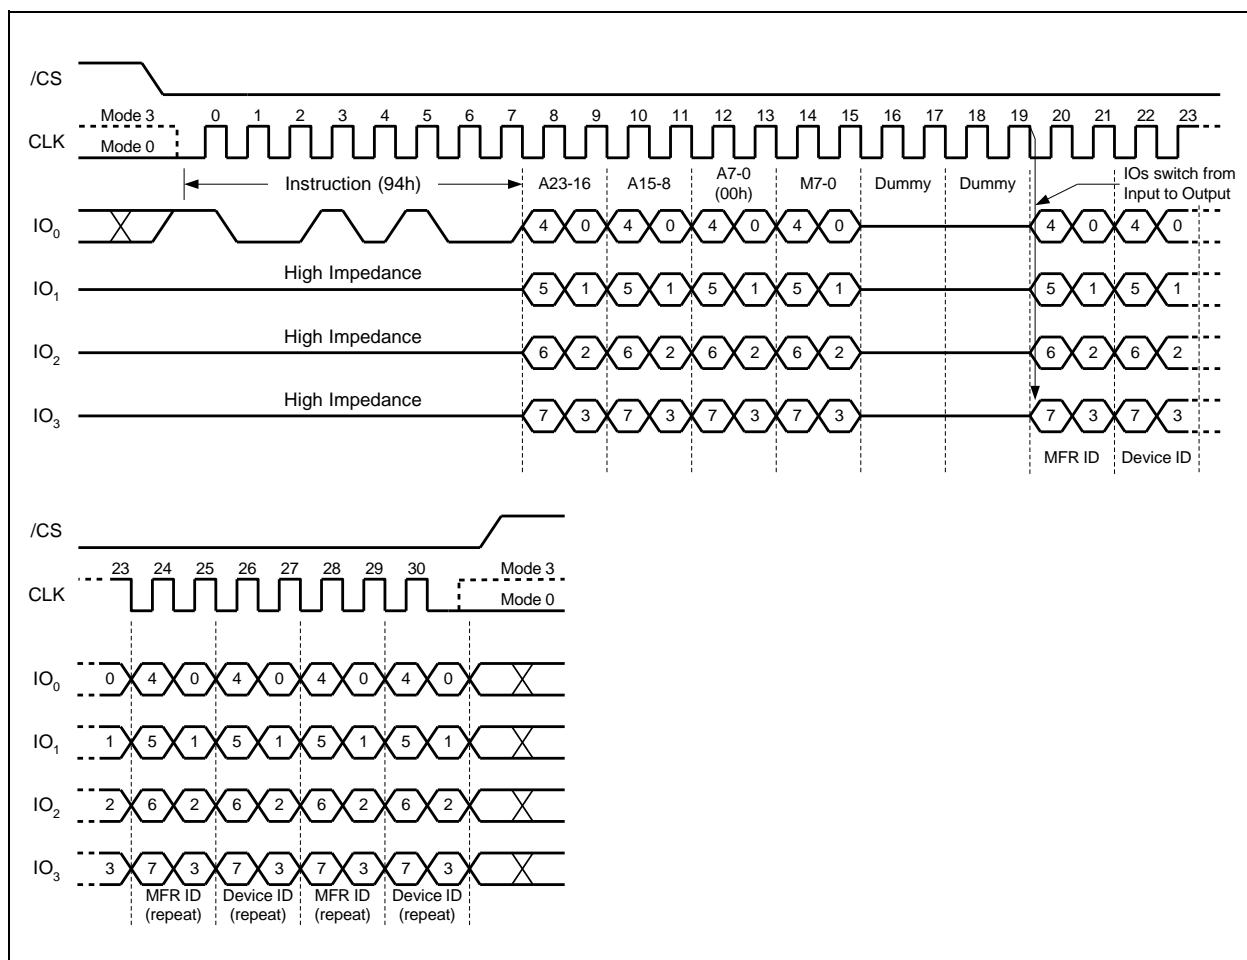 /CS
Mode 3 0 1 2 3 4 5 6 7 8 9 10 11 12 13 14 15 16 17 18 19 20 21 22 23
CLK
Mode 0
Instruction (94h) A23-16 A15-8 A7-0 (00h) M7-0 Dummy Dummy IOs switch from Input to Output
IO0 4 0 4 0 4 0 4 0 4 0 4 0
High Impedance
IO1 5 1 5 1 5 1 5 1 5 1 5 1
High Impedance
IO2 6 2 6 2 6 2 6 2 6 2 6 2
High Impedance
IO3 7 3 7 3 7 3 7 3 7 3 7 3
MFR ID Device ID
/CS
23 24 25 26 27 28 29 30 Mode 3
CLK
Mode 0
IO0 0 4 0 4 0 4 0 4 0
IO1 1 5 1 5 1 5 1 5 1
IO2 2 6 2 6 2 6 2 6 2
IO3 3 7 3 7 3 7 3 7 3
MFR ID (repeat) Device ID (repeat) MFR ID (repeat) Device ID (repeat)